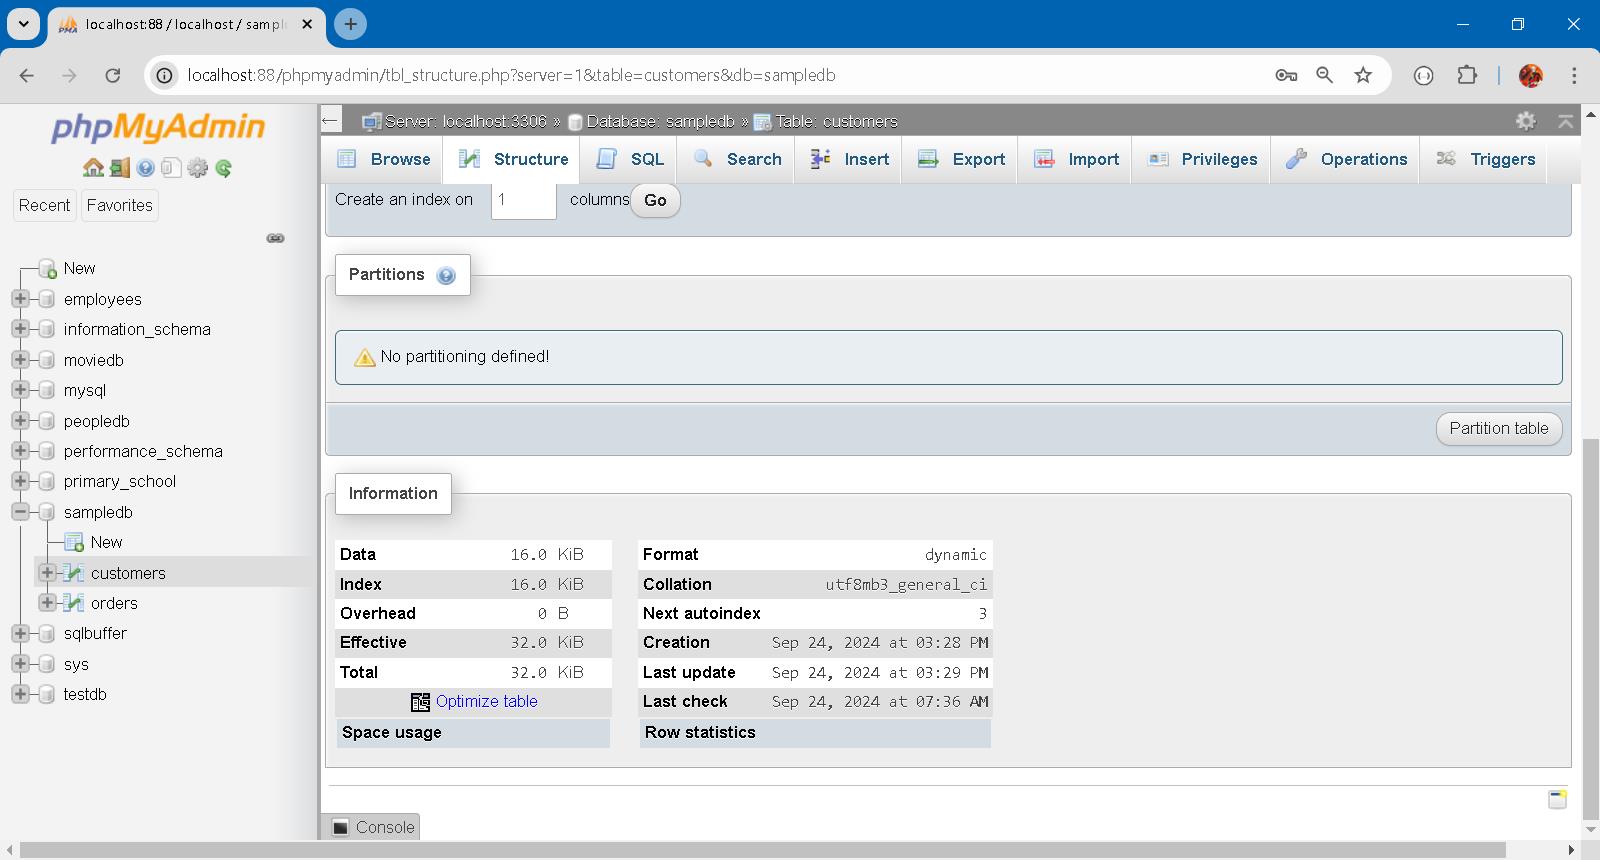 localhost:88 / localhost / sampl
localhost:88/phpmyadmin/tbl_structure.php?server=1&table=customers&db=sampledb
phpMyAdmin
Recent
Favorites
New
employees
information_schema
moviedb
mysql
peopledb
performance_schema
primary_school
sampledb
New
customers
orders
sqlbuffer
sys
testdb
Server: localhost:3306 » Database: sampledb » Table: customers
Browse
Structure
SQL
Search
Insert
Export
Import
Privileges
Operations
Triggers
Create an index on 1 columns Go
Partitions
No partitioning defined!
Partition table
Information
Data 16.0 KiB
Index 16.0 KiB
Overhead 0 B
Effective 32.0 KiB
Total 32.0 KiB
Optimize table
Space usage
Format dynamic
Collation utf8mb3_general_ci
Next autoindex 3
Creation Sep 24, 2024 at 03:28 PM
Last update Sep 24, 2024 at 03:29 PM
Last check Sep 24, 2024 at 07:36 AM
Row statistics
Console